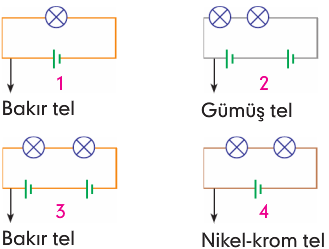 1
Bakır tel
2
Gümüş tel
3
Bakır tel
4
Nikel-krom tel